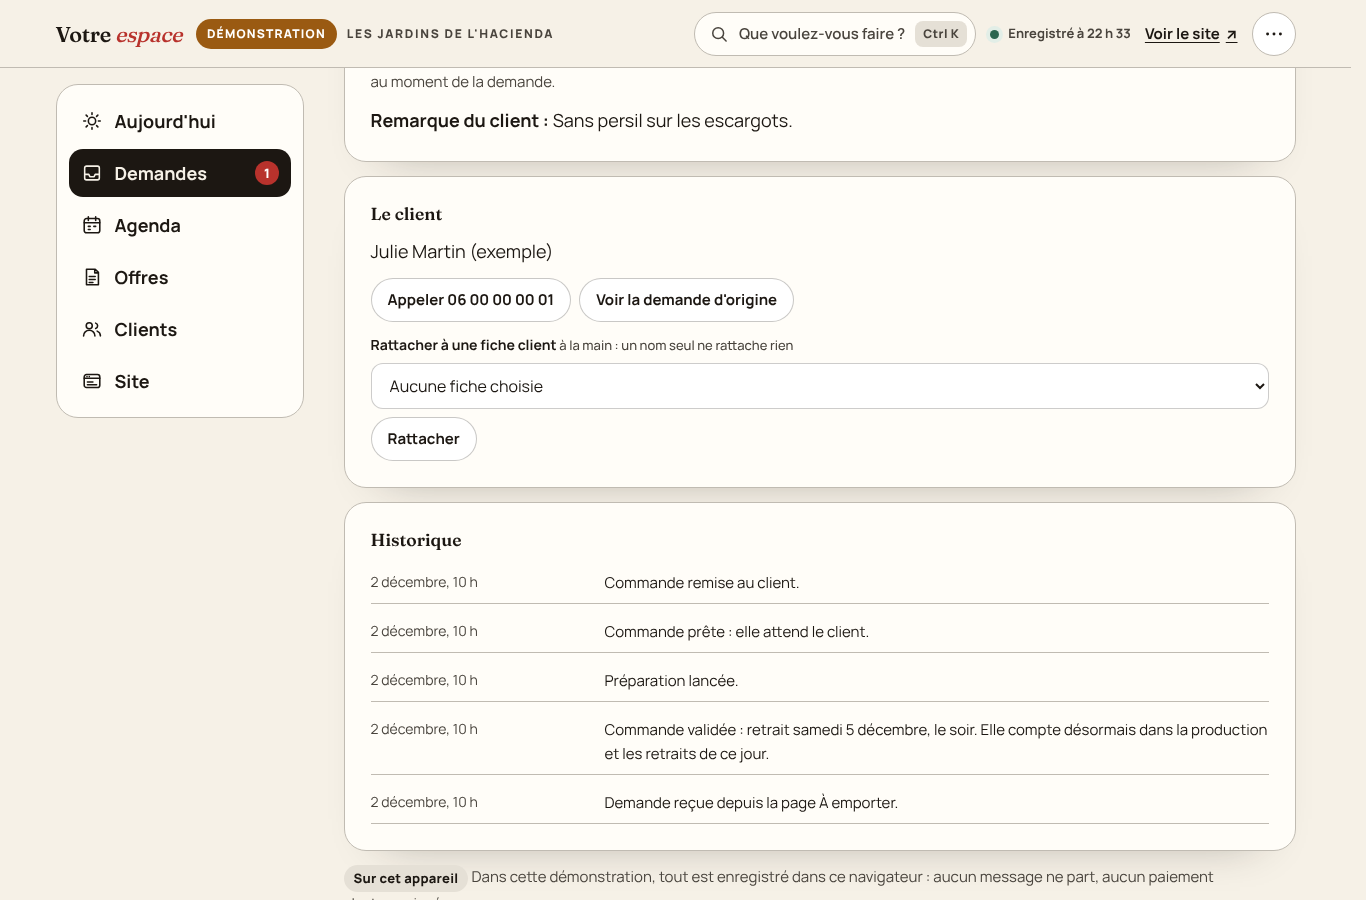 Votre espace DÉMONSTRATION LES JARDINS DE L'HACIENDA
Que voulez-vous faire ? Ctrl K Enregistré à 22 h 33 Voir le site
Aujourd'hui
Demandes 1
Agenda
Offres
Clients
Site
au moment de la demande.
Remarque du client : Sans persil sur les escargots.
Le client
Julie Martin (exemple)
Appeler 06 00 00 00 01 Voir la demande d'origine
Rattacher à une fiche client à la main : un nom seul ne rattache rien
Aucune fiche choisie
Rattacher
Historique
2 décembre, 10 h Commande remise au client.
2 décembre, 10 h Commande prête : elle attend le client.
2 décembre, 10 h Préparation lancée.
2 décembre, 10 h Commande validée : retrait samedi 5 décembre, le soir. Elle compte désormais dans la production
et les retraits de ce jour.
2 décembre, 10 h Demande reçue depuis la page À emporter.
Sur cet appareil Dans cette démonstration, tout est enregistré dans ce navigateur : aucun message ne part, aucun paiement